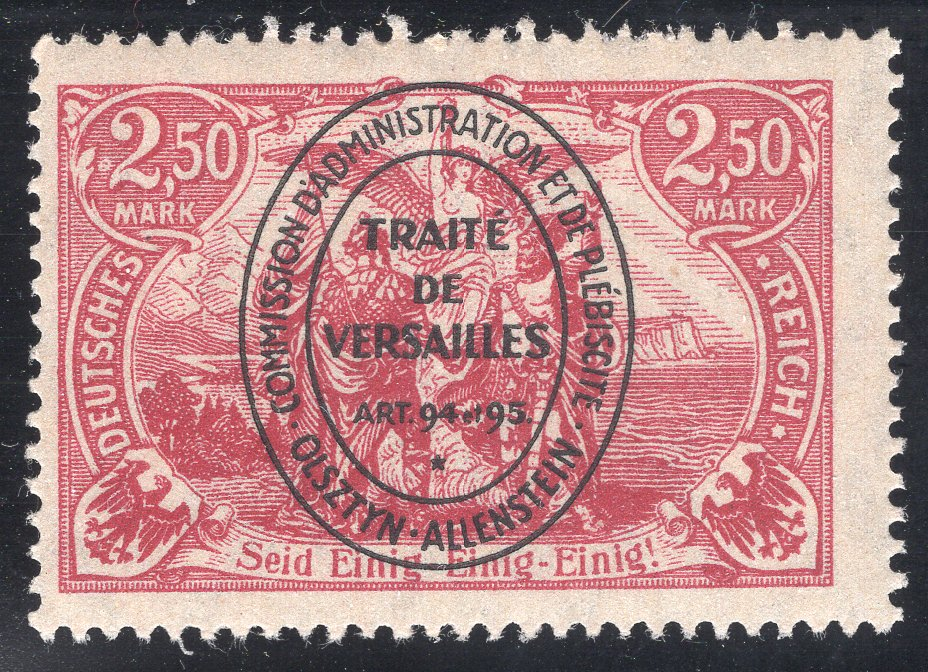 2,50
MARK
2,50
MARK
DEUTSCHES
REICH
COMMISSION D'ADMINISTRATION ET DE PLÉBISCITE
OLSZTYN · ALLENSTEIN
TRAITÉ
DE
VERSAILLES
ART. 94 et 95.
Seid Einig-Einig-Einig!